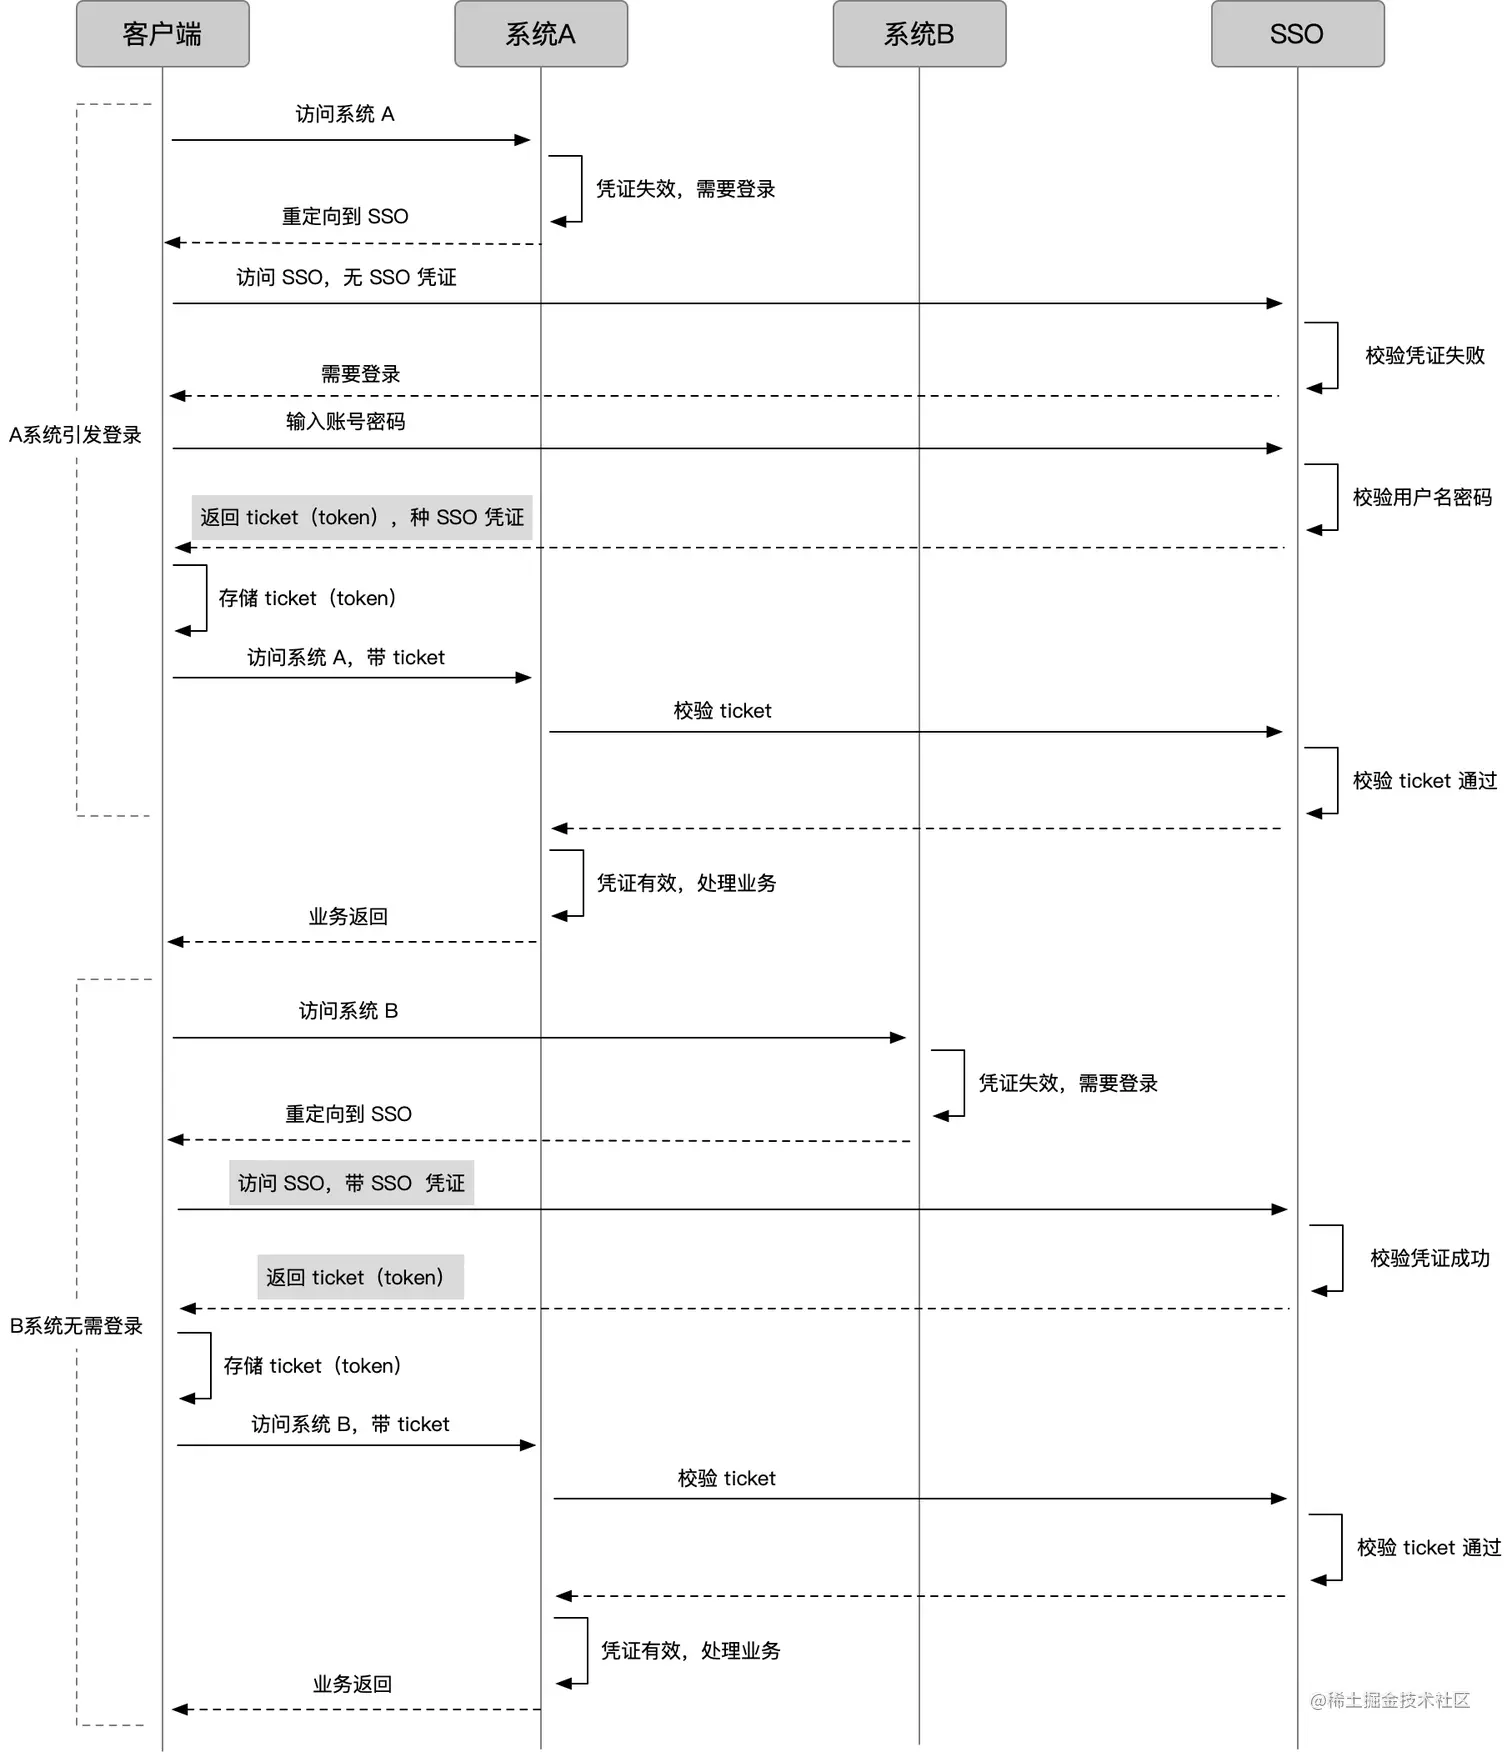 客户端
系统A
系统B
SSO
访问系统 A
凭证失效，需要登录
重定向到 SSO
访问 SSO，无 SSO 凭证
校验凭证失败
需要登录
输入账号密码
A系统引发登录
校验用户名密码
返回 ticket（token），种 SSO 凭证
存储 ticket（token）
访问系统 A，带 ticket
校验 ticket
校验 ticket 通过
凭证有效，处理业务
业务返回
访问系统 B
凭证失效，需要登录
重定向到 SSO
访问 SSO，带 SSO 凭证
校验凭证成功
返回 ticket（token）
B系统无需登录
存储 ticket（token）
访问系统 B，带 ticket
校验 ticket
校验 ticket 通过
凭证有效，处理业务
业务返回
@稀土掘金技术社区